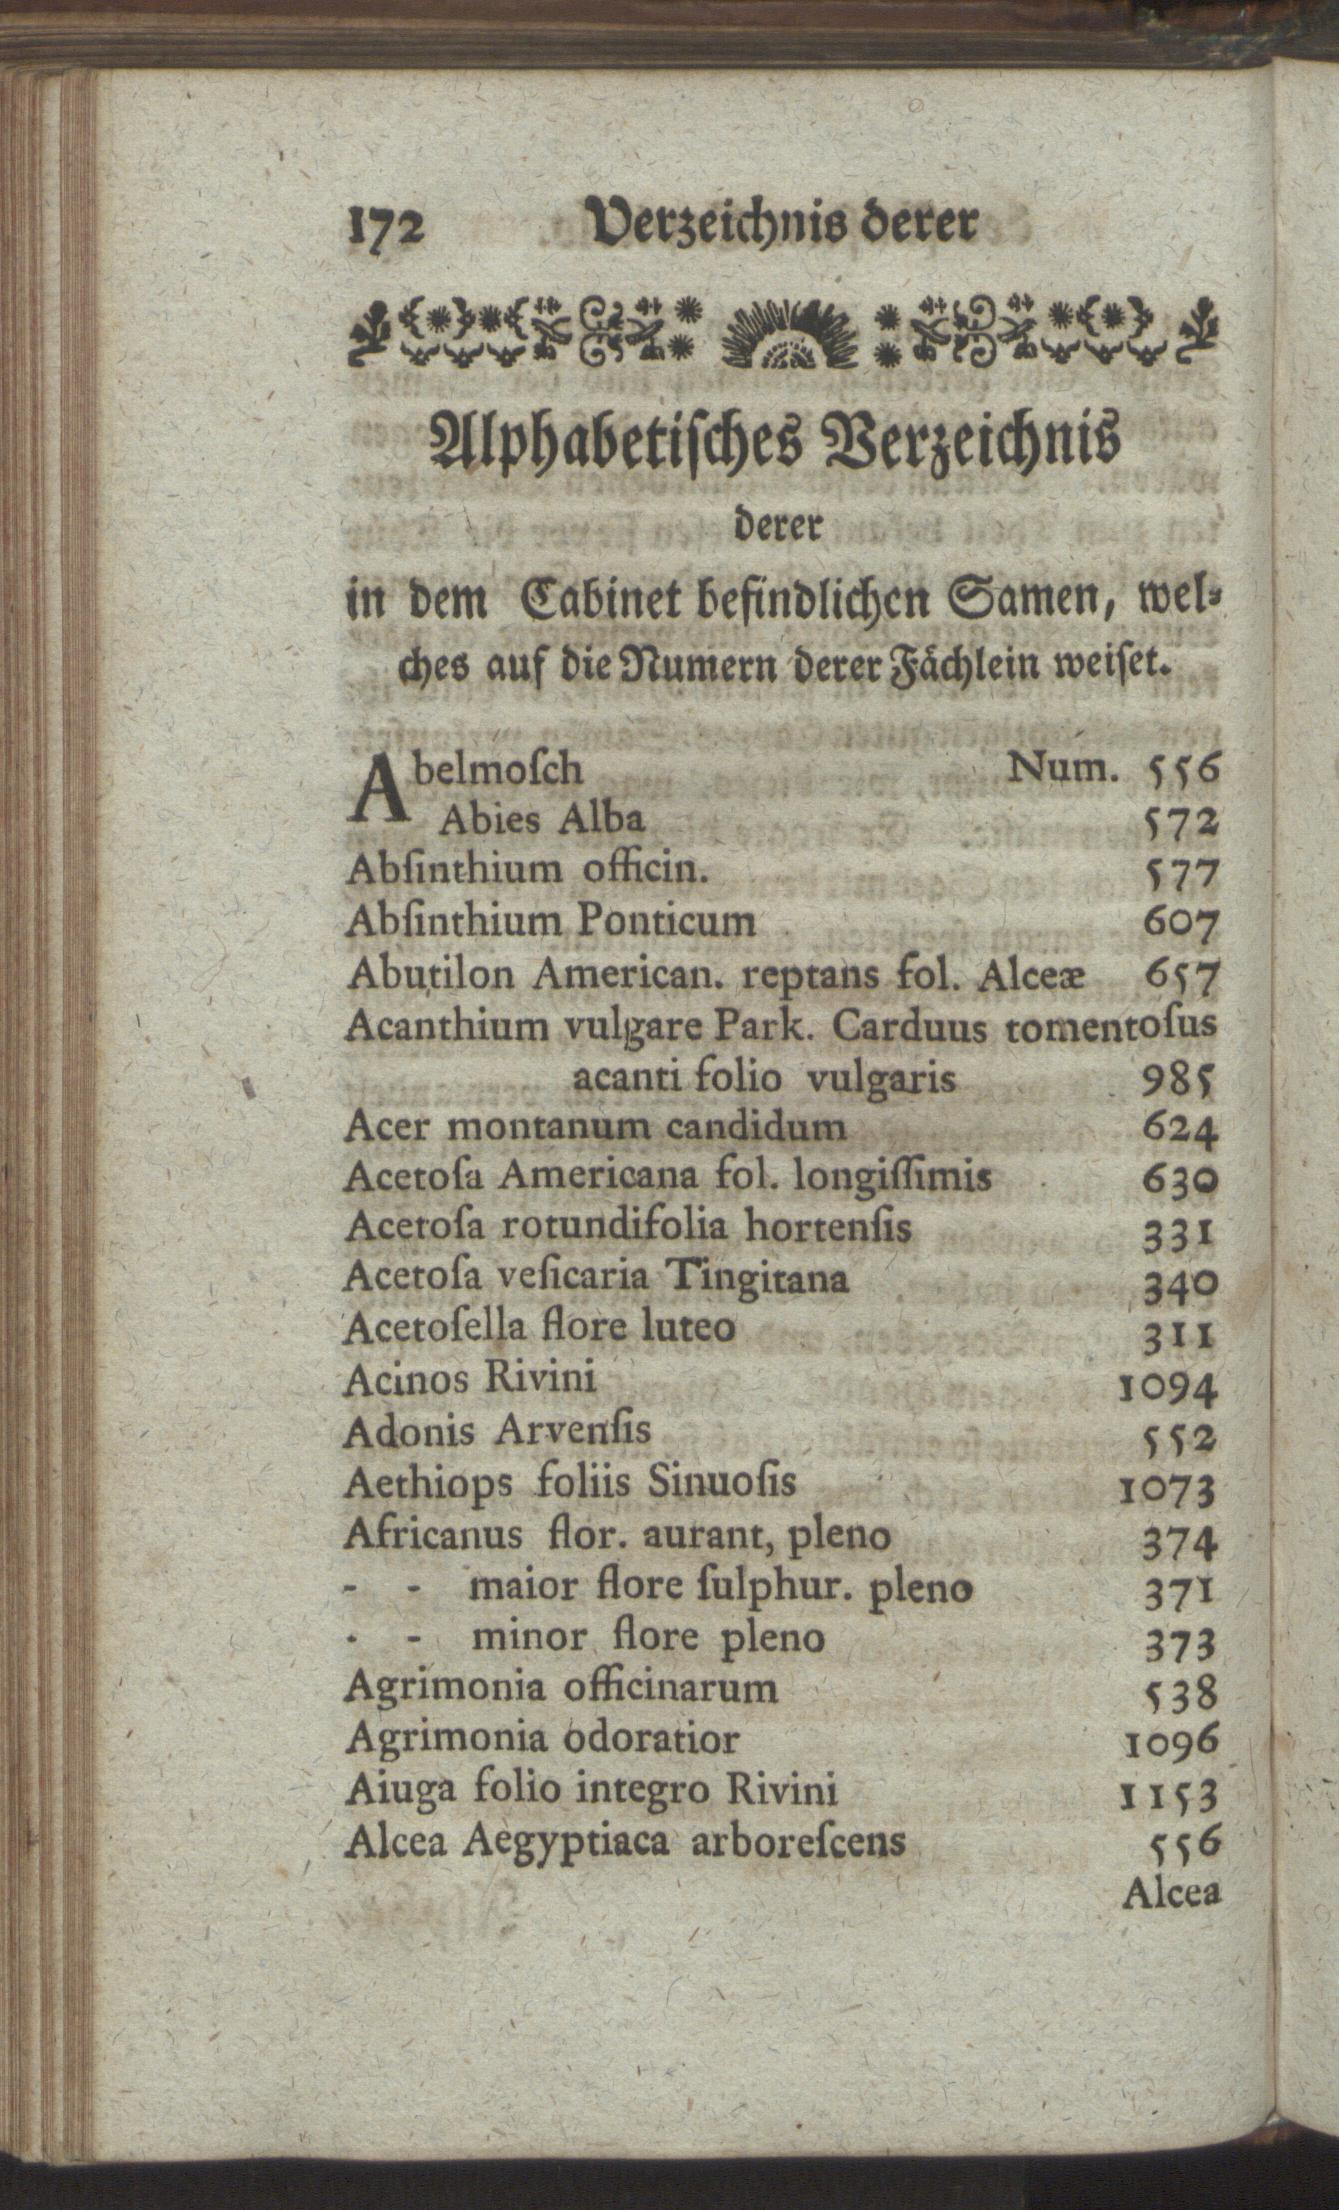 172 Verzeichnis derer
Alphabetiſches Verzeichnis
derer
in dem Cabinet befindlichen Samen, wel-
ches auf die Numern derer Fächlein weiſet.
Abelmoſch Num. 556
Abies Alba 572
Abſinthium officin. 577
Abſinthium Ponticum 607
Abutilon American. reptans fol. Alceæ 657
Acanthium vulgare Park. Carduus tomentoſus
acanti folio vulgaris 985
Acer montanum candidum 624
Acetoſa Americana fol. longiſſimis 630
Acetoſa rotundifolia hortenſis 331
Acetoſa veſicaria Tingitana 340
Acetoſella flore luteo 311
Acinos Rivini 1094
Adonis Arvenſis 552
Aethiops foliis Sinuoſis 1073
Africanus flor. aurant, pleno 374
- - maior flore ſulphur. pleno 371
- - minor flore pleno 373
Agrimonia officinarum 538
Agrimonia odoratior 1096
Aiuga folio integro Rivini 1153
Alcea Aegyptiaca arboreſcens 556
Alcea